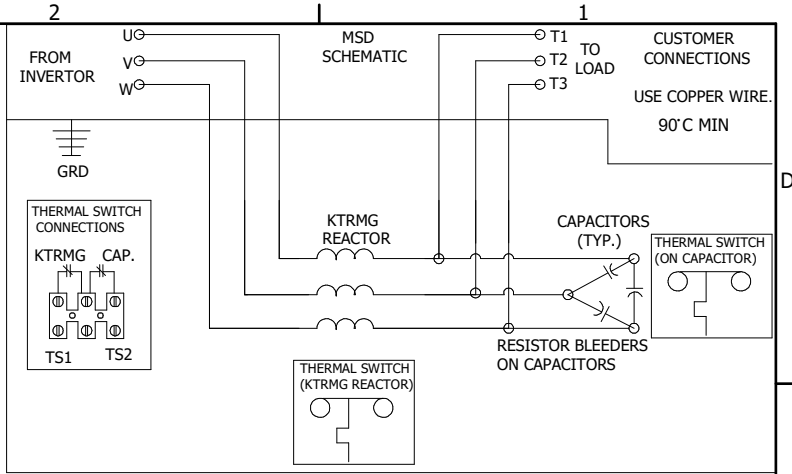 2
1
U
V
W
FROM
INVERTOR
MSD
SCHEMATIC
T1
T2
T3
TO
LOAD
CUSTOMER
CONNECTIONS
USE COPPER WIRE.
90°C MIN
GRD
D
THERMAL SWITCH
CONNECTIONS
KTRMG CAP.
TS1 TS2
KTRMG
REACTOR
CAPACITORS
(TYP.)
THERMAL SWITCH
(ON CAPACITOR)
RESISTOR BLEEDERS
ON CAPACITORS
THERMAL SWITCH
(KTRMG REACTOR)